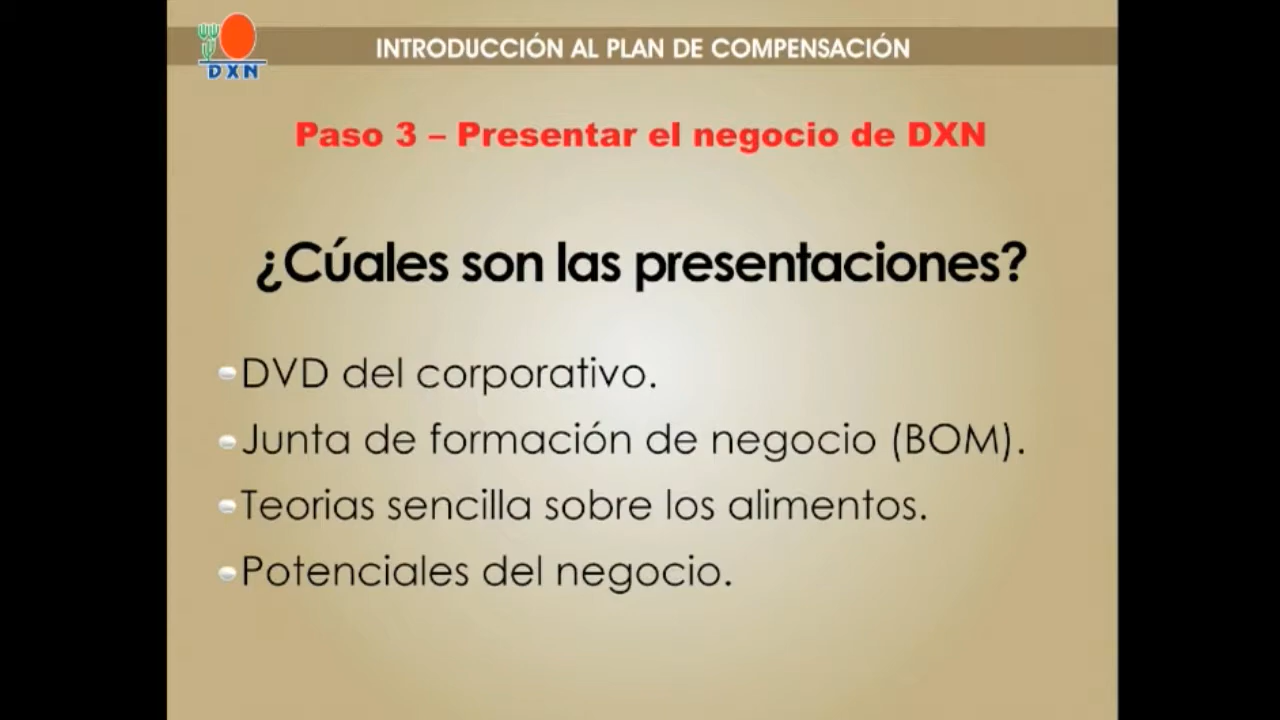 DXN
INTRODUCCIÓN AL PLAN DE COMPENSACIÓN
Paso 3 – Presentar el negocio de DXN
¿Cúales son las presentaciones?
DVD del corporativo.
Junta de formación de negocio (BOM).
Teorias sencilla sobre los alimentos.
Potenciales del negocio.